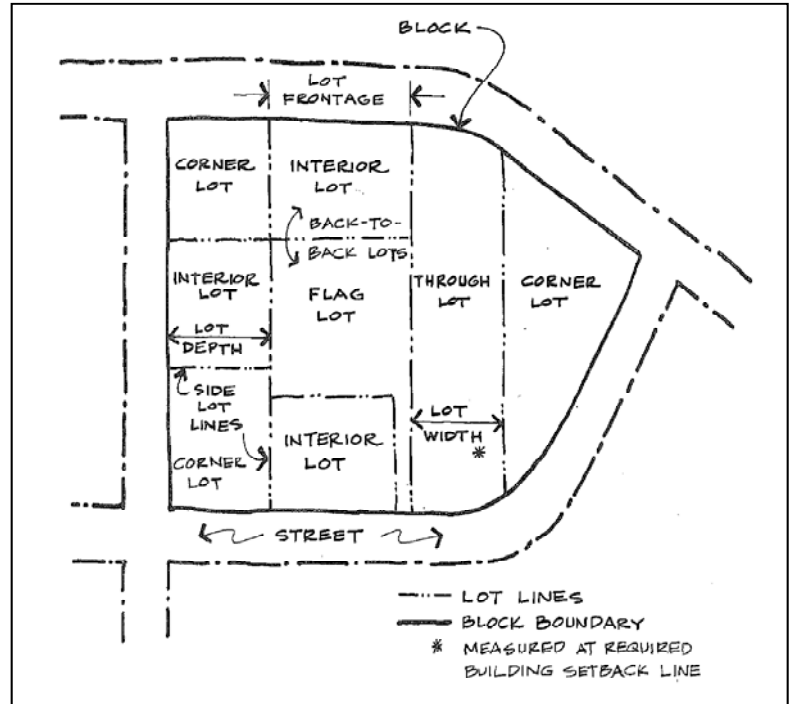 BLOCK
LOT
FRONTAGE
CORNER
LOT
INTERIOR
LOT
BACK-TO-
BACK LOTS
INTERIOR
LOT
FLAG
LOT
THROUGH
LOT
CORNER
LOT
LOT
DEPTH
SIDE
LOT
LINES
CORNER
LOT
INTERIOR
LOT
LOT
WIDTH
*
STREET
LOT LINES
BLOCK BOUNDARY
* MEASURED AT REQUIRED
BUILDING SETBACK LINE